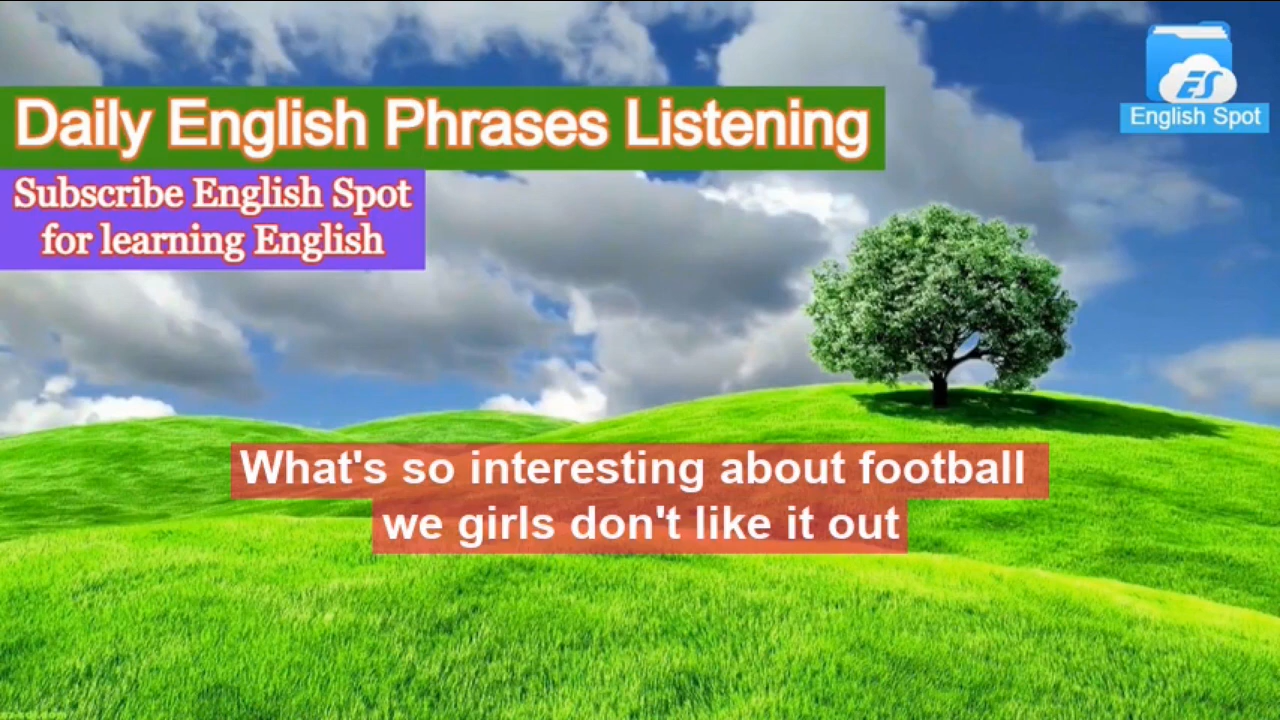 Daily English Phrases Listening
Subscribe English Spot
for learning English
ES
English Spot
What's so interesting about football
we girls don't like it out